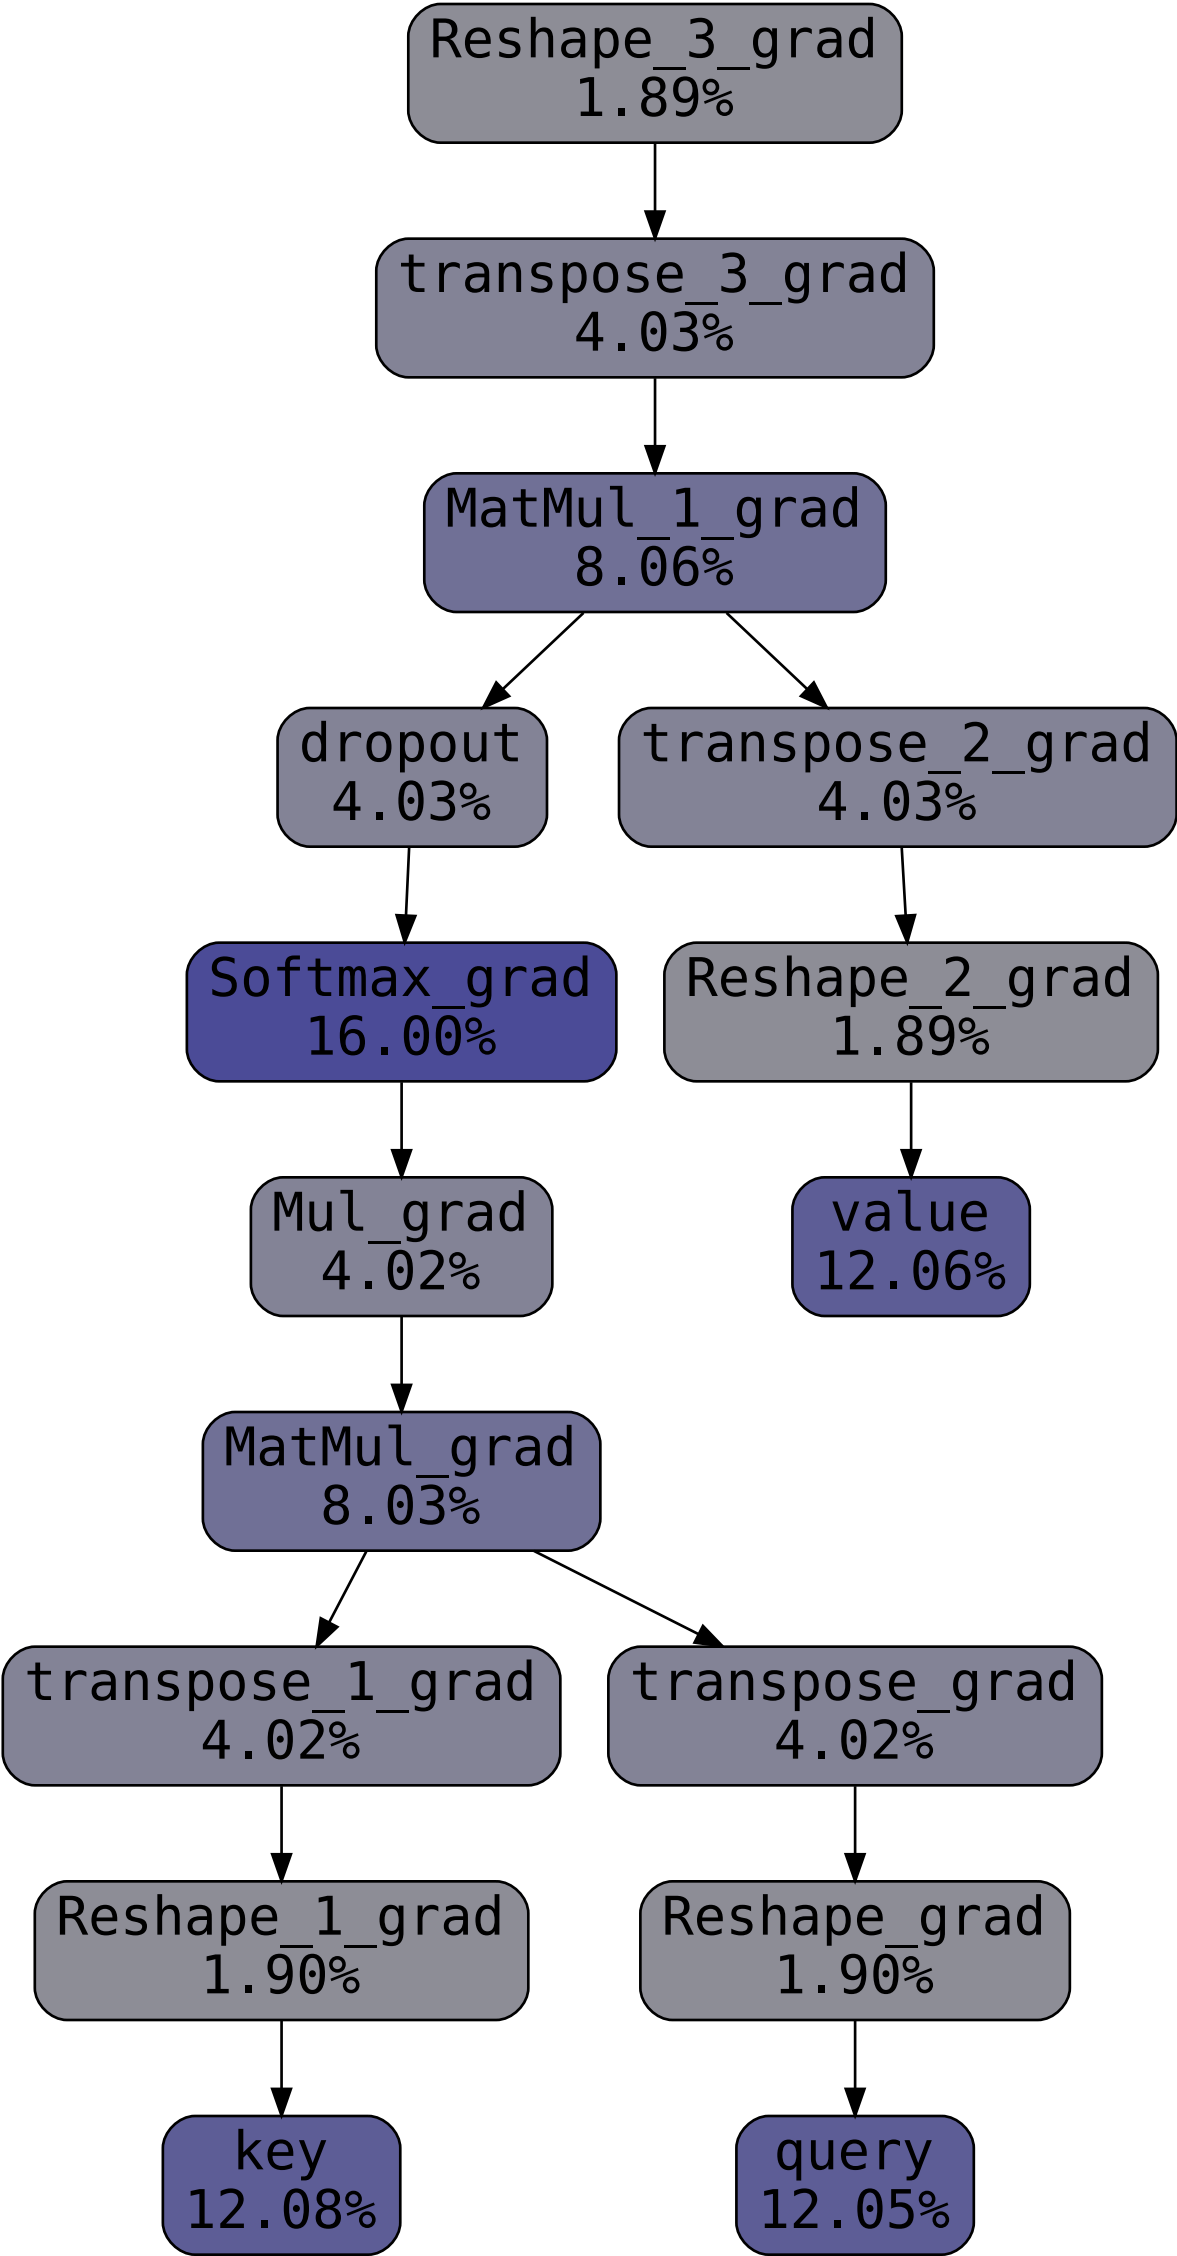 Reshape_3_grad
1.89%
transpose_3_grad
4.03%
MatMul_1_grad
8.06%
dropout
4.03%
transpose_2_grad
4.03%
Softmax_grad
16.00%
Reshape_2_grad
1.89%
Mul_grad
4.02%
value
12.06%
MatMul_grad
8.03%
transpose_1_grad
4.02%
transpose_grad
4.02%
Reshape_1_grad
1.90%
Reshape_grad
1.90%
key
12.08%
query
12.05%